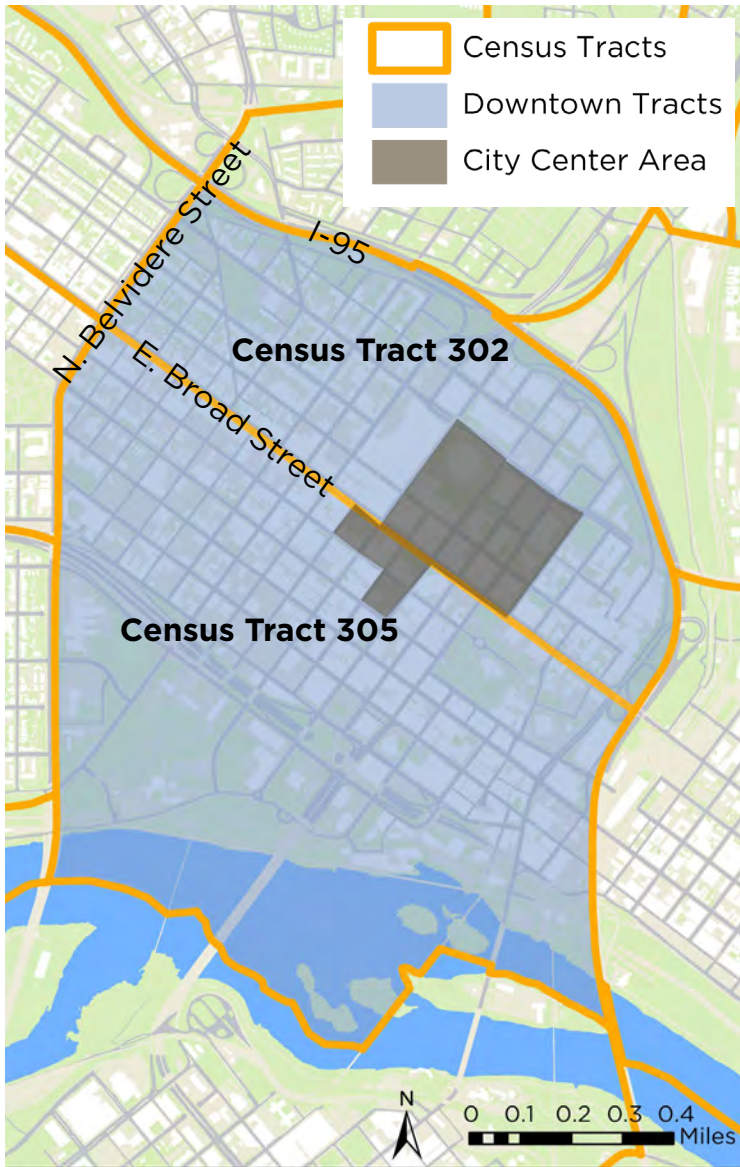 Census Tracts
Downtown Tracts
City Center Area
N. Belvidere Street
I-95
E. Broad Street
Census Tract 302
Census Tract 305
N
0 0.1 0.2 0.3 0.4
Miles